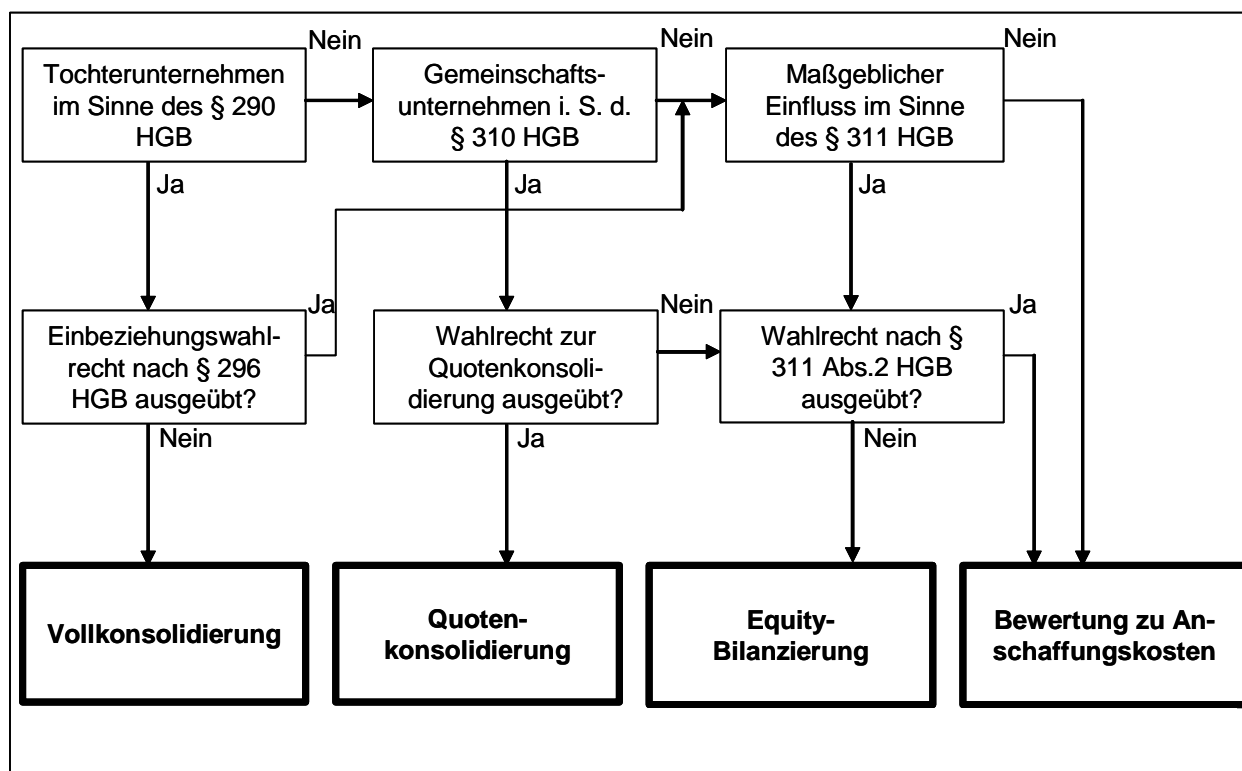 Nein
Nein
Nein
Tochterunternehmen
im Sinne des § 290
HGB
Gemeinschafts-
unternehmen i. S. d.
§ 310 HGB
Maßgeblicher
Einfluss im Sinne
des § 311 HGB
Ja
Ja
Ja
Ja
Nein
Ja
Einbeziehungswahl-
recht nach § 296
HGB ausgeübt?
Wahlrecht zur
Quotenkonsoli-
dierung ausgeübt?
Wahlrecht nach §
311 Abs.2 HGB
ausgeübt?
Nein
Ja
Nein
Vollkonsolidierung
Quoten-
konsolidierung
Equity-
Bilanzierung
Bewertung zu An-
schaffungskosten